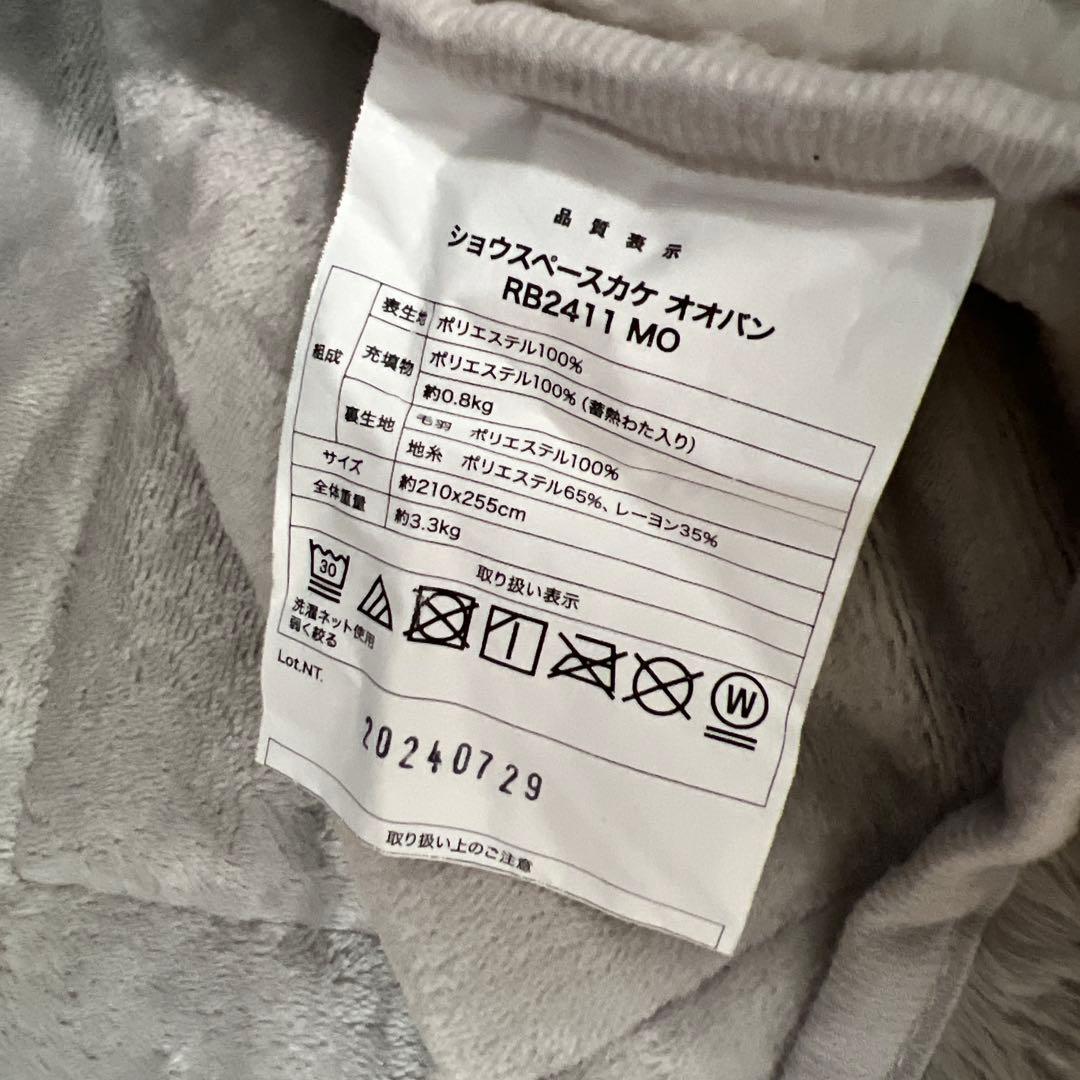 品質表示
ショウスペースカケ オオバン
RB2411 MO
組成
表生地
ポリエステル100%
充填物
ポリエステル100% (蓄熱わた入り)
約0.8kg
裏生地
毛羽 ポリエステル100%
地糸 ポリエステル65%、レーヨン35%
サイズ
約210x255cm
全体重量
約3.3kg
取り扱い表示
30
W
洗濯ネット使用
弱く絞る
Lot.NT.
20240729
取り扱い上のご注意